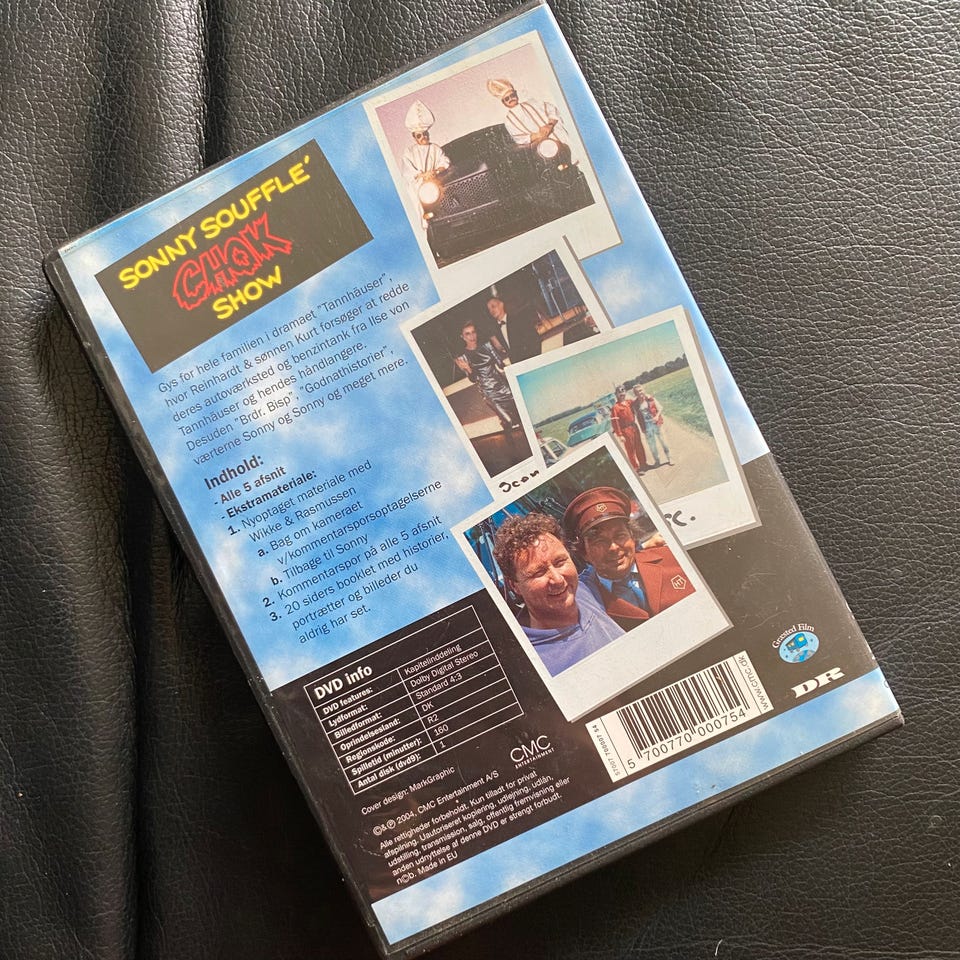 SONNY SOUFFLE'
CHOK
SHOW
Gys for hele familien i dramaet "Tannhäuser",
hvor Reinhardt & sønnen Kurt forsøger at redde
deres autoværksted og benzintank fra Ilse von
Tannhäuser og hendes håndlangere.
Desuden "Brdr. Bisp", "Godnathistorier",
værterne Sonny og Sonny og meget mere.
Indhold:
- Alle 5 afsnit
- Ekstramateriale:
1. Nyoptaget materiale med
Wikke & Rasmussen
a. Bag om kameraet
v/kommentarsporsoptagelserne
b. Tilbage til Sonny
2. Kommentarspor på alle 5 afsnit
3. 20 siders booklet med historier,
portrætter og billeder du
aldrig har set.
DVD info
DVD features: Kapitelinddeling
Lydformat: Dolby Digital Stereo
Billedformat: Standard 4:3
Oprindelsesland: DK
Regionskode: R2
Spilletid (minutter): 160
Antal disk (dvd9): 1
Cover design: MarkGraphic
CMC
ENTERTAINMENT
©&℗ 2004, CMC Entertainment A/S
Alle rettigheder forbeholdt. Kun tilladt for privat
afspilning. Uautoriseret kopiering, udlejning, udlån,
udstilling, transmission, salg, offentlig fremvisning eller
anden udnyttelse af denne DVD er strengt forbudt.
n©b. Made in EU
Scen
rc.
HT
Græsted Film
DR
www.cmc.dk
5 700770 000754